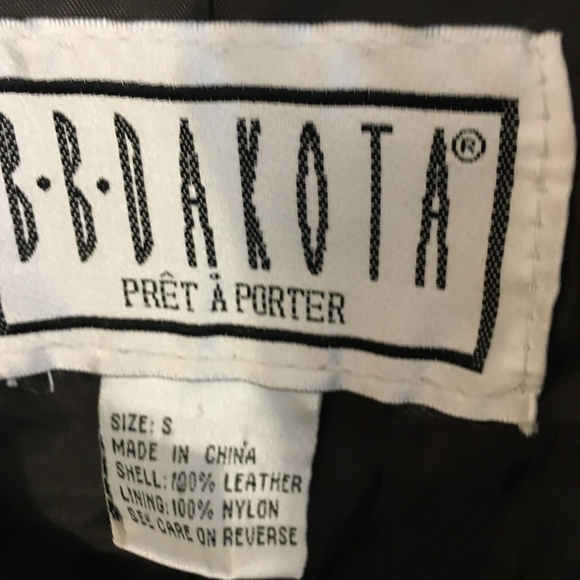 B·B·DAKOTA®
PRÊT À PORTER
SIZE: S
MADE IN CHINA
SHELL: 100% LEATHER
LINING: 100% NYLON
SEE CARE ON REVERSE